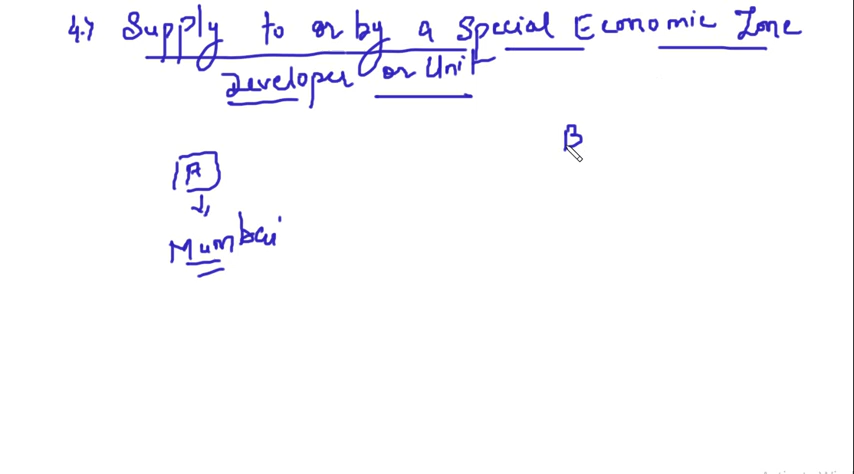 4.7 Supply to or by a Special Economic Zone
Developer or Unit
A
B
Mumbai